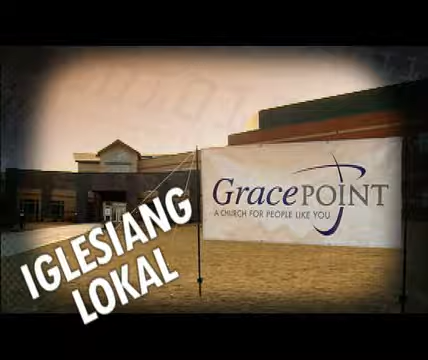 GracePOINT
A CHURCH FOR PEOPLE LIKE YOU
IGLESIANG
LOKAL